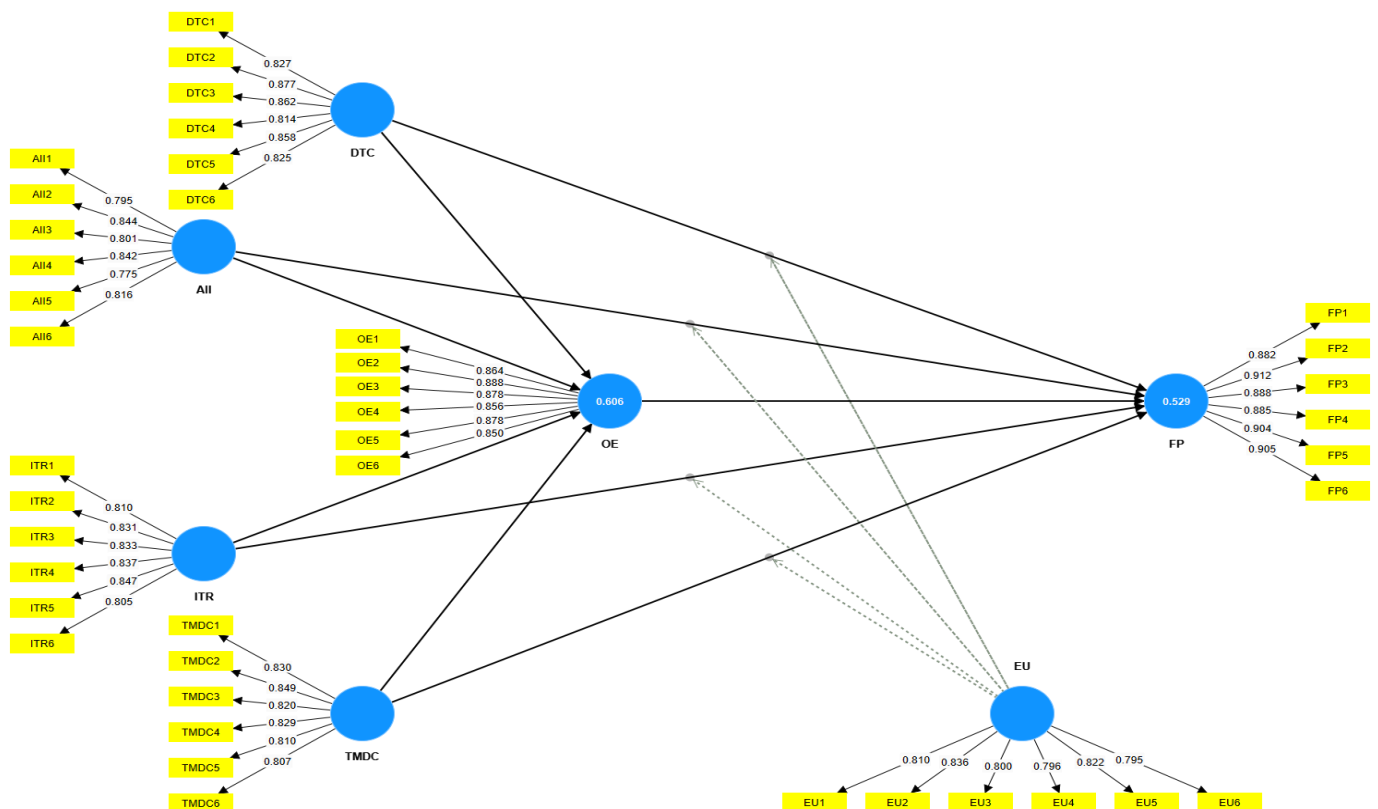 DTC1
DTC2
DTC3
DTC4
DTC5
DTC6
0.827
0.877
0.862
0.814
0.858
0.825
DTC
AII1
AII2
AII3
AII4
AII5
AII6
0.795
0.844
0.801
0.842
0.775
0.816
AII
OE1
OE2
OE3
OE4
OE5
OE6
0.864
0.888
0.878
0.856
0.878
0.850
0.606
OE
0.529
FP
0.882
0.912
0.888
0.885
0.904
0.905
FP1
FP2
FP3
FP4
FP5
FP6
ITR1
ITR2
ITR3
ITR4
ITR5
ITR6
0.810
0.831
0.833
0.837
0.847
0.805
ITR
TMDC1
TMDC2
TMDC3
TMDC4
TMDC5
TMDC6
0.830
0.849
0.820
0.829
0.810
0.807
TMDC
EU
0.810
0.836
0.800
0.796
0.822
0.795
EU1
EU2
EU3
EU4
EU5
EU6